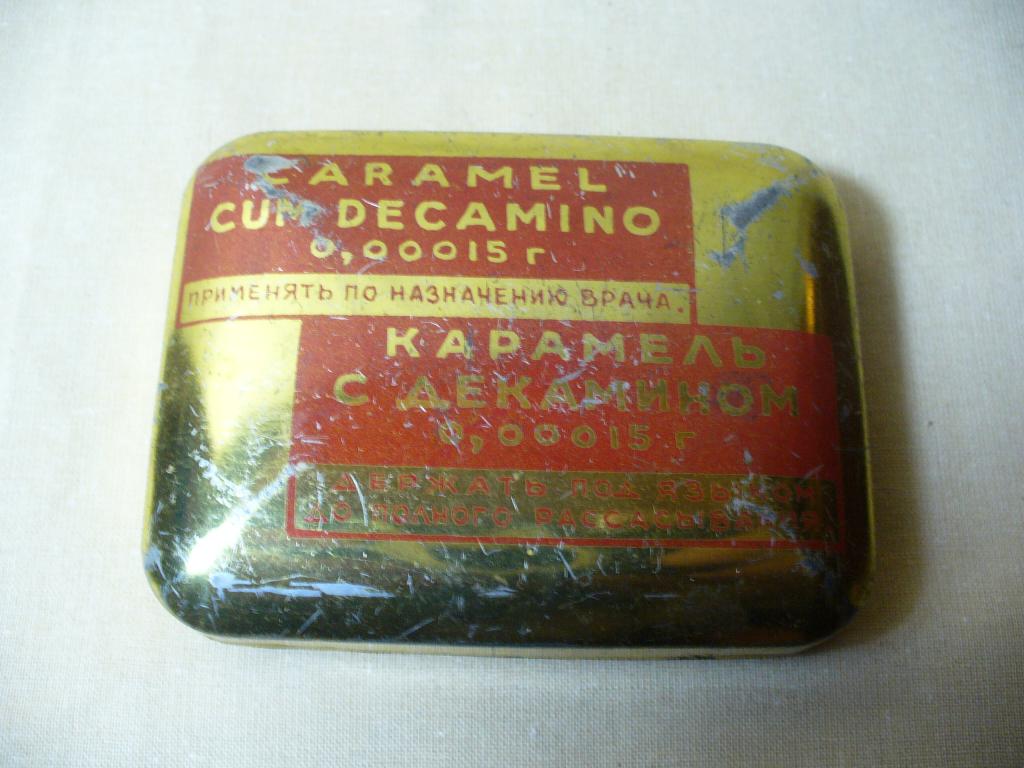 CARAMEL
CUM DECAMINO
0,00015 г
ПРИМЕНЯТЬ ПО НАЗНАЧЕНИЮ ВРАЧА.
КАРАМЕЛЬ
С ДЕКАМИНОМ
0,00015 г
ДЕРЖАТЬ ПОД ЯЗЫКОМ
ДО ПОЛНОГО РАССАСЫВАНИЯ